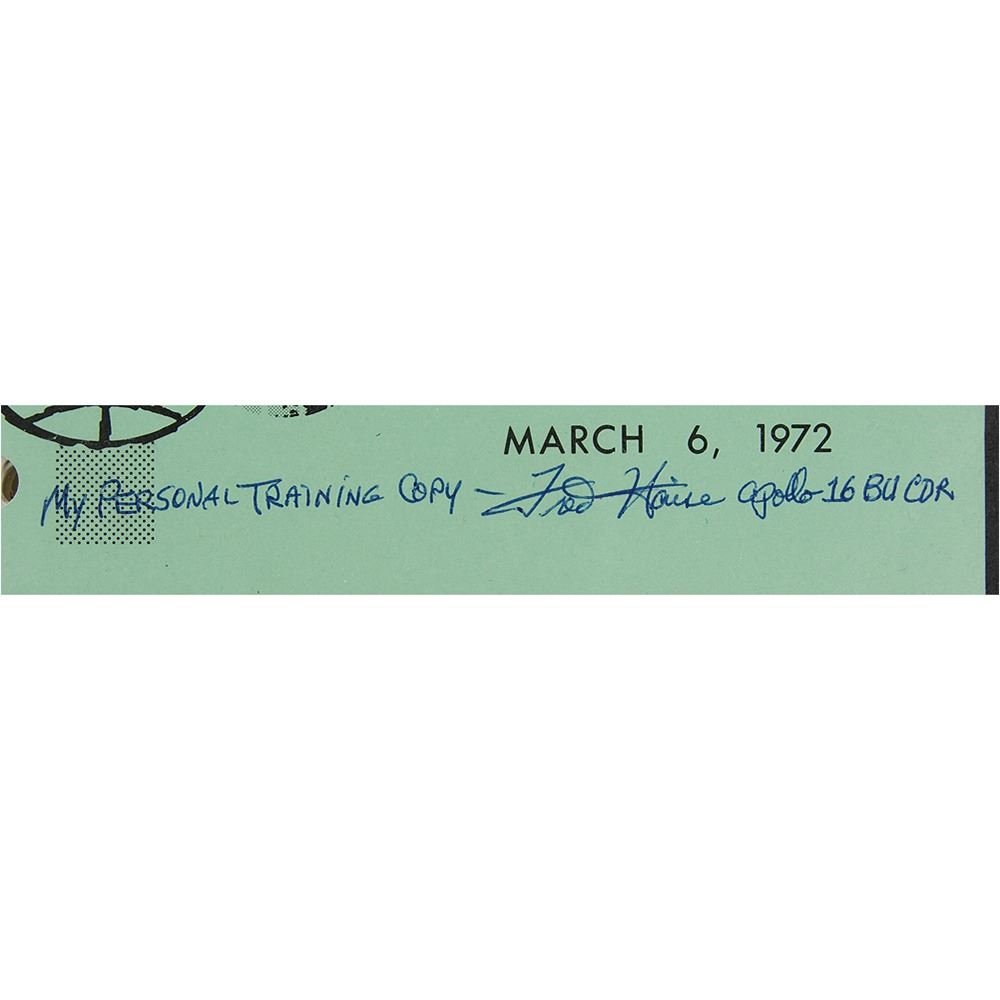 MARCH 6, 1972
My PERSONAL TRAINING COPY - Fred Haise Apollo-16 BU CDR